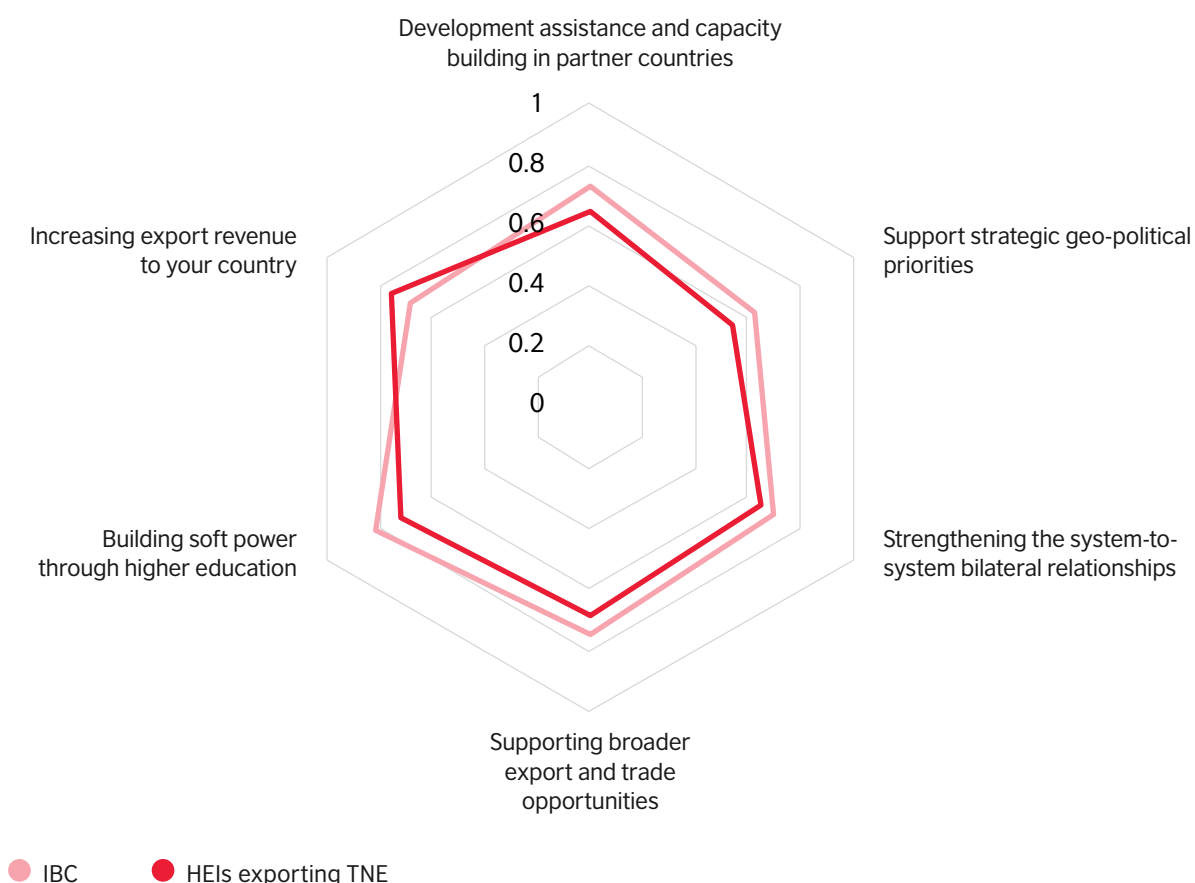 Development assistance and capacity
building in partner countries
1
0.8
0.6
0.4
0.2
0
Increasing export revenue
to your country
Support strategic geo-political
priorities
Building soft power
through higher education
Strengthening the system-to-
system bilateral relationships
Supporting broader
export and trade
opportunities
IBC
HEIs exporting TNE